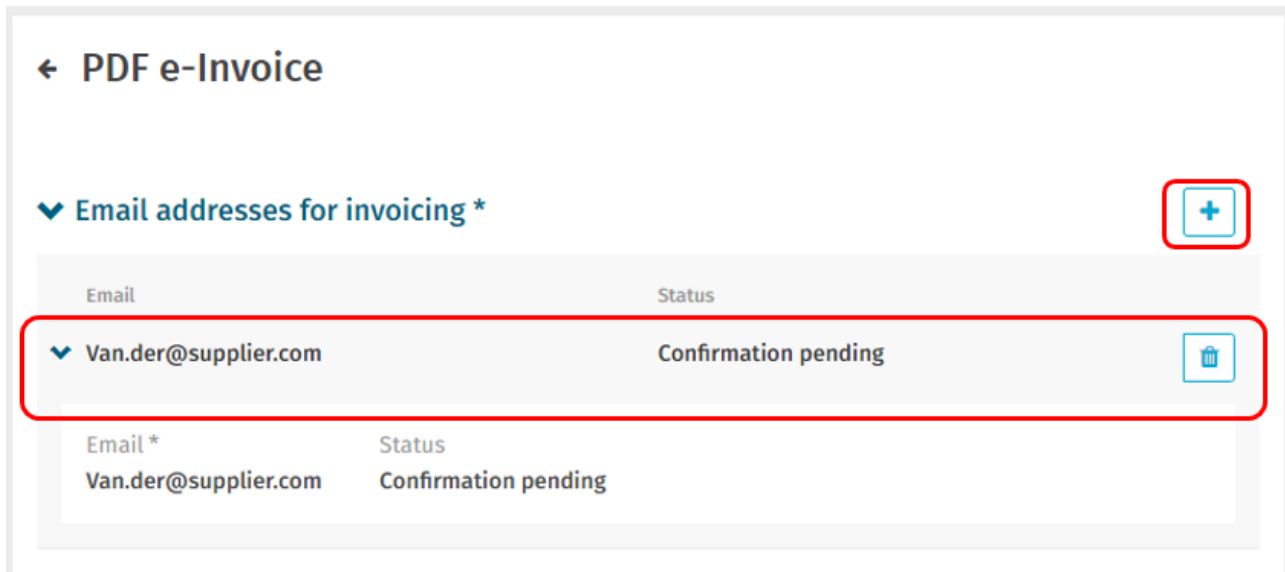 PDF e-Invoice
Email addresses for invoicing *
Email Status
Van.der@supplier.com Confirmation pending
Email * Status
Van.der@supplier.com Confirmation pending